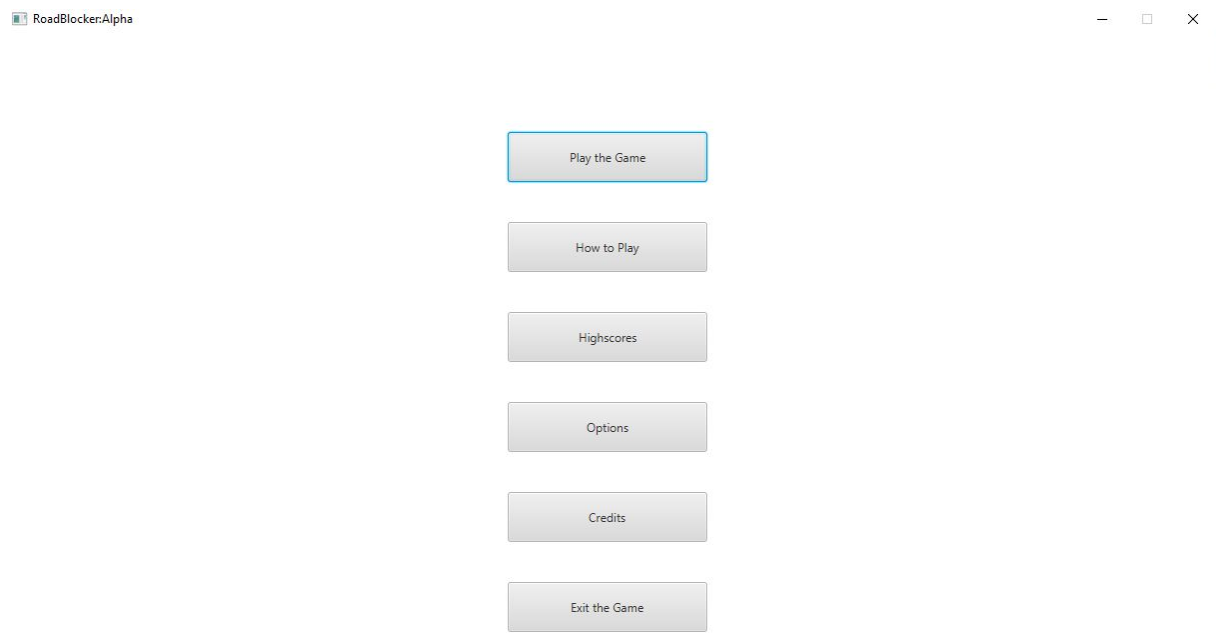 RoadBlocker:Alpha
Play the Game
How to Play
Highscores
Options
Credits
Exit the Game